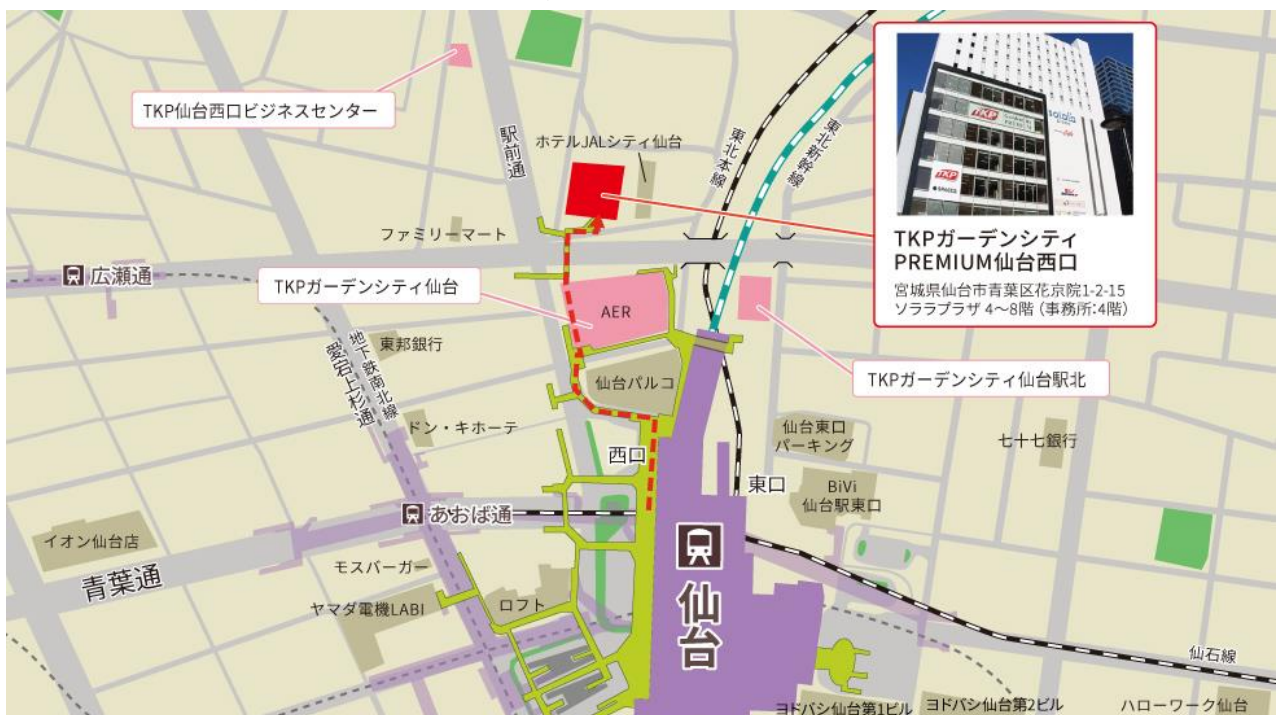 TKP仙台西口ビジネスセンター
駅前通
ホテルJALシティ仙台
東北本線
東北新幹線
TKP
solala
TKP
TKPガーデンシティ
PREMIUM仙台西口
宮城県仙台市青葉区花京院1-2-15
ソララプラザ 4〜8階 (事務所:4階)
ファミリーマート
広瀬通
TKPガーデンシティ仙台
AER
東邦銀行
地下鉄南北線
愛宕上杉通
仙台パルコ
TKPガーデンシティ仙台駅北
ドン・キホーテ
西口
東口
仙台東口
パーキング
七十七銀行
BiVi
仙台駅東口
あおば通
イオン仙台店
青葉通
モスバーガー
ヤマダ電機LABI
ロフト
仙台
仙石線
ヨドバシ仙台第1ビル
ヨドバシ仙台第2ビル
ハローワーク仙台